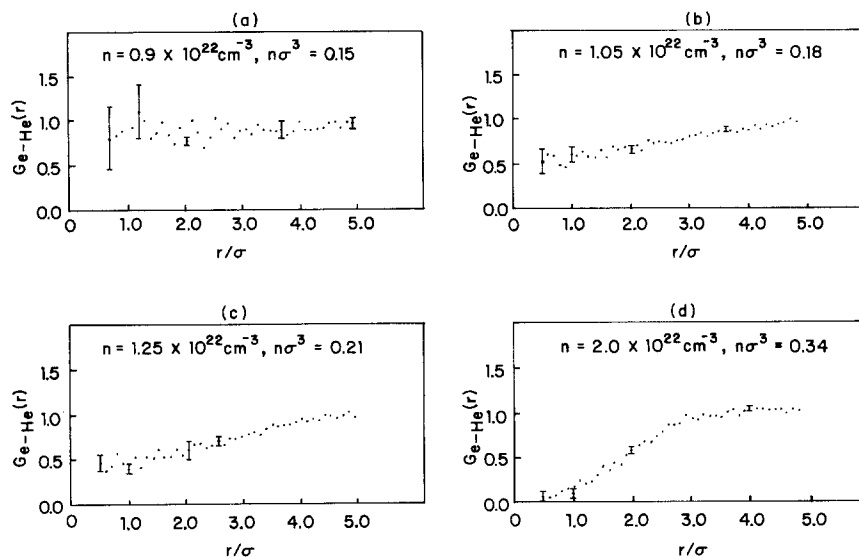 (a)
n = 0.9 × 10²²cm⁻³, nσ³ = 0.15
1.5
1.0
0.5
0.0
Ge−He(r)
0 1.0 2.0 3.0 4.0 5.0
r/σ
(b)
n = 1.05 × 10²²cm⁻³, nσ³ = 0.18
1.5
1.0
0.5
0.0
Ge−He(r)
0 1.0 2.0 3.0 4.0 5.0
r/σ
(c)
n = 1.25 × 10²²cm⁻³, nσ³ = 0.21
1.5
1.0
0.5
0.0
Ge−He(r)
0 1.0 2.0 3.0 4.0 5.0
r/σ
(d)
n = 2.0 × 10²²cm⁻³, nσ³ = 0.34
1.5
1.0
0.5
0.0
Ge−He(r)
0 1.0 2.0 3.0 4.0 5.0
r/σ